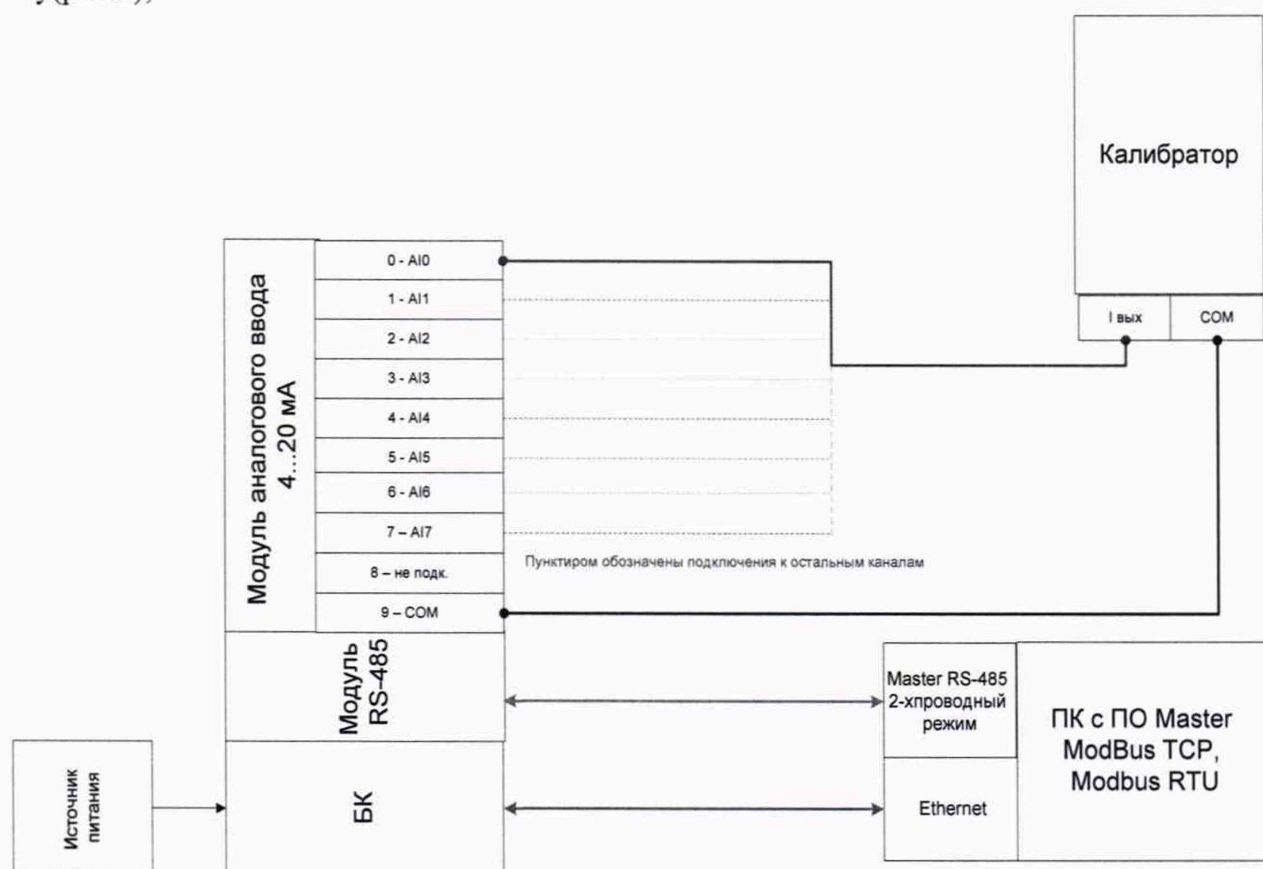 Калибратор
I вых
COM
Модуль аналогового ввода
4...20 мА
0 - AI0
1 - AI1
2 - AI2
3 - AI3
4 - AI4
5 - AI5
6 - AI6
7 – AI7
8 – не подк.
9 – COM
Пунктиром обозначены подключения к остальным каналам
Модуль
RS-485
Master RS-485
2-хпроводный
режим
ПК с ПО Master
ModBus TCP,
Modbus RTU
Источник
питания
БК
Ethernet